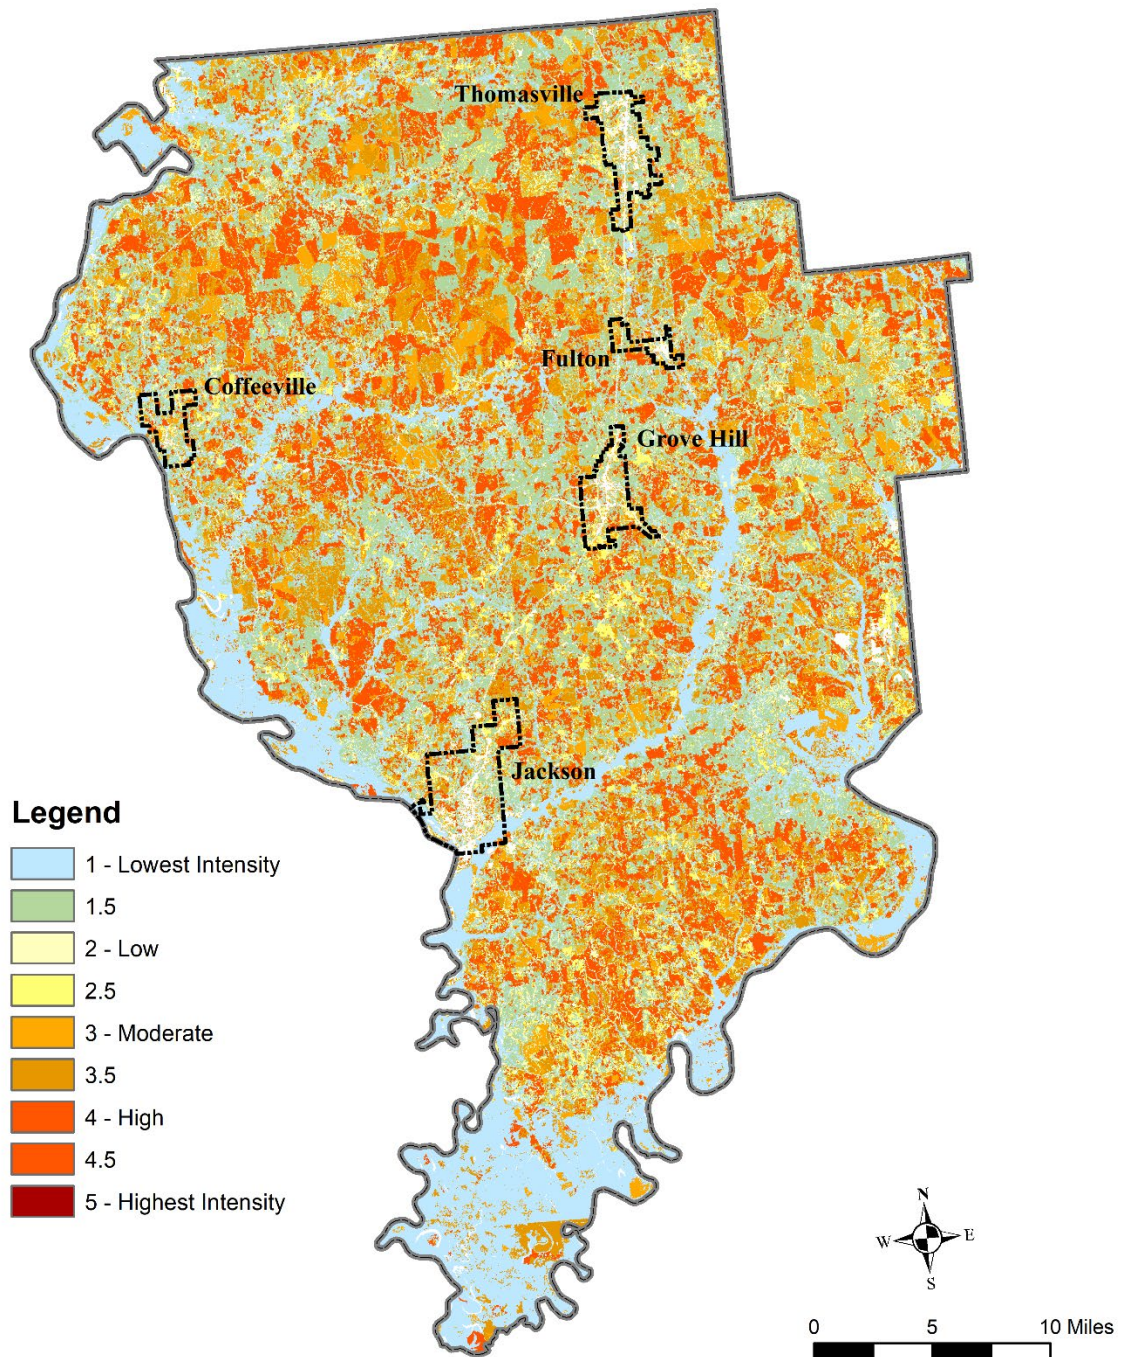 Thomasville
Fulton
Coffeeville
Grove Hill
Jackson
Legend
1 - Lowest Intensity
1.5
2 - Low
2.5
3 - Moderate
3.5
4 - High
4.5
5 - Highest Intensity
N
W E
S
0 5 10 Miles